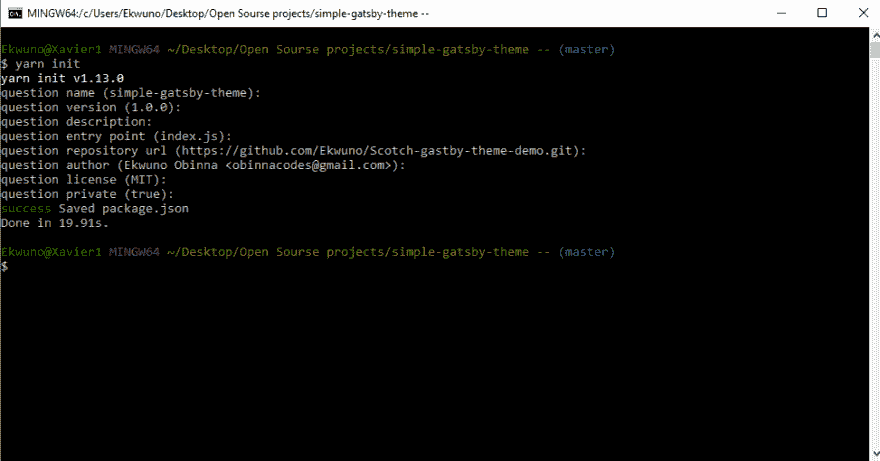 MINGW64:/c/Users/Ekwuno/Desktop/Open Sourse projects/simple-gatsby-theme --
Ekwuno@Xavier1 MINGW64 ~/Desktop/Open Sourse projects/simple-gatsby-theme -- (master)
$ yarn init
yarn init v1.13.0
question name (simple-gatsby-theme):
question version (1.0.0):
question description:
question entry point (index.js):
question repository url (https://github.com/Ekwuno/Scotch-gastby-theme-demo.git):
question author (Ekwuno Obinna <obinnacodes@gmail.com>):
question license (MIT):
question private (true):
success Saved package.json
Done in 19.91s.
Ekwuno@Xavier1 MINGW64 ~/Desktop/Open Sourse projects/simple-gatsby-theme -- (master)
$